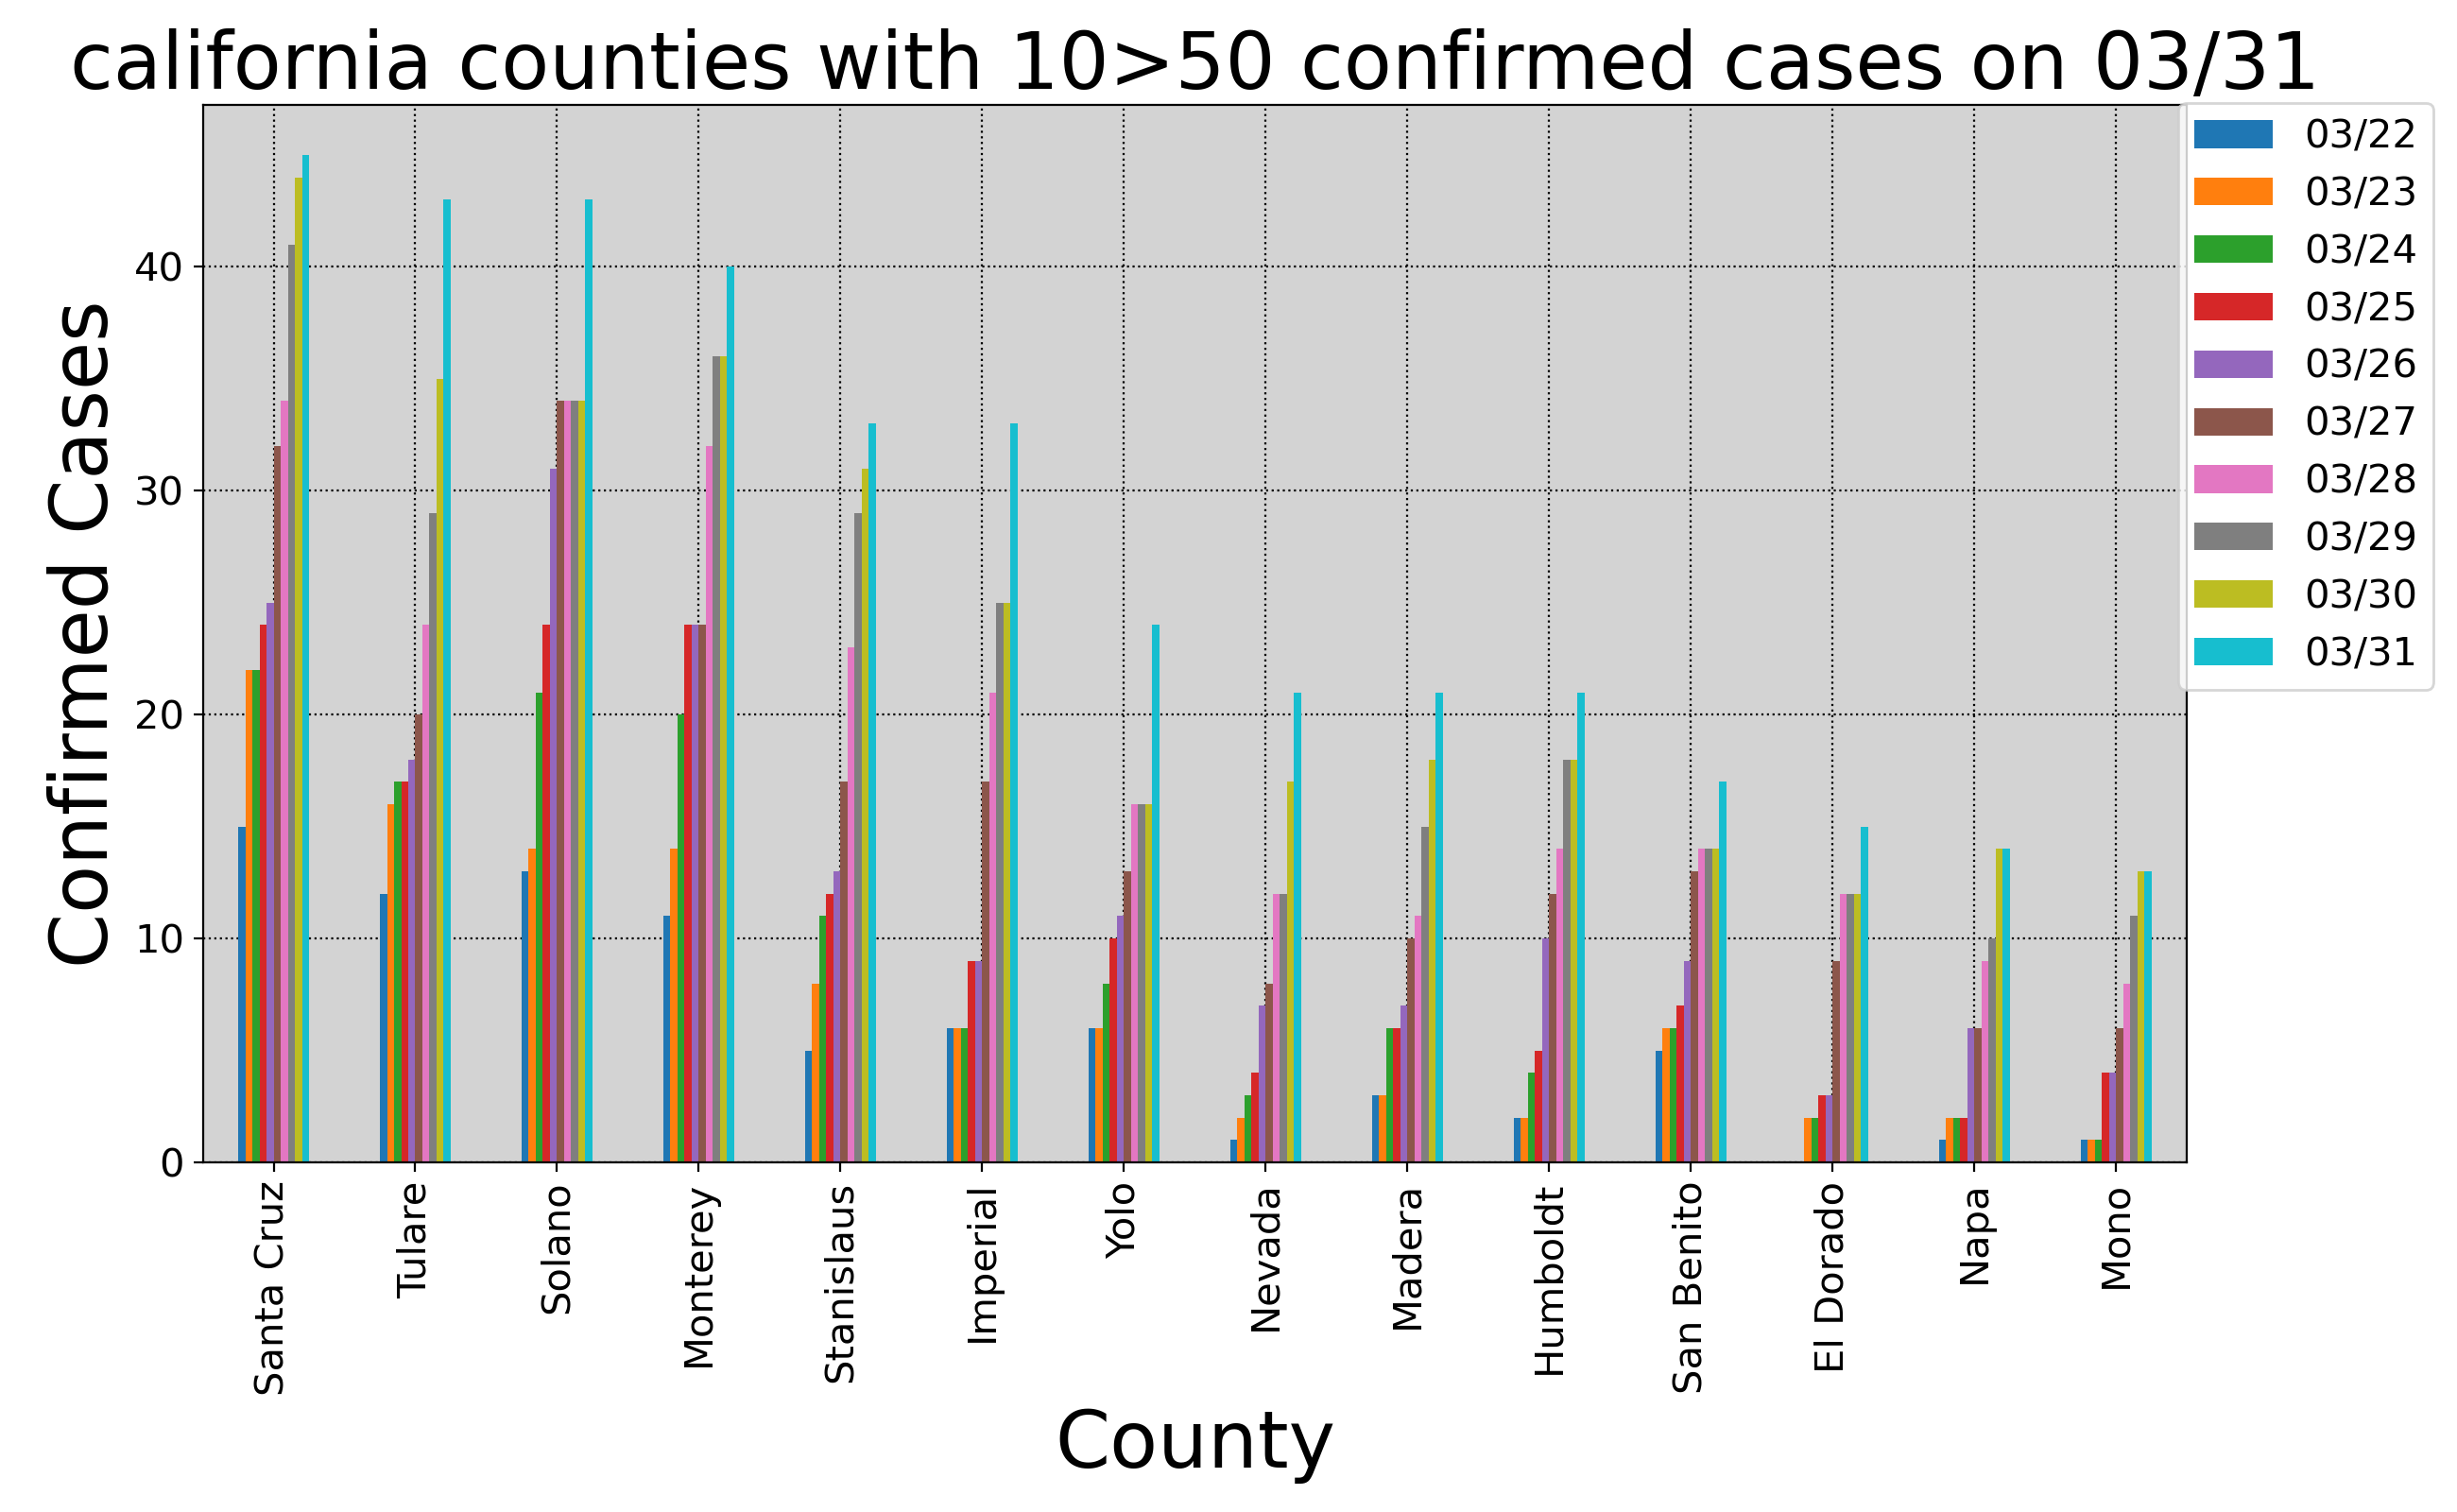 california counties with 10>50 confirmed cases on 03/31
03/22
03/23
03/24
03/25
03/26
03/27
03/28
03/29
03/30
03/31
Confirmed Cases
40
30
20
10
0
Santa Cruz
Tulare
Solano
Monterey
Stanislaus
Imperial
Yolo
Nevada
Madera
Humboldt
San Benito
El Dorado
Napa
Mono
County